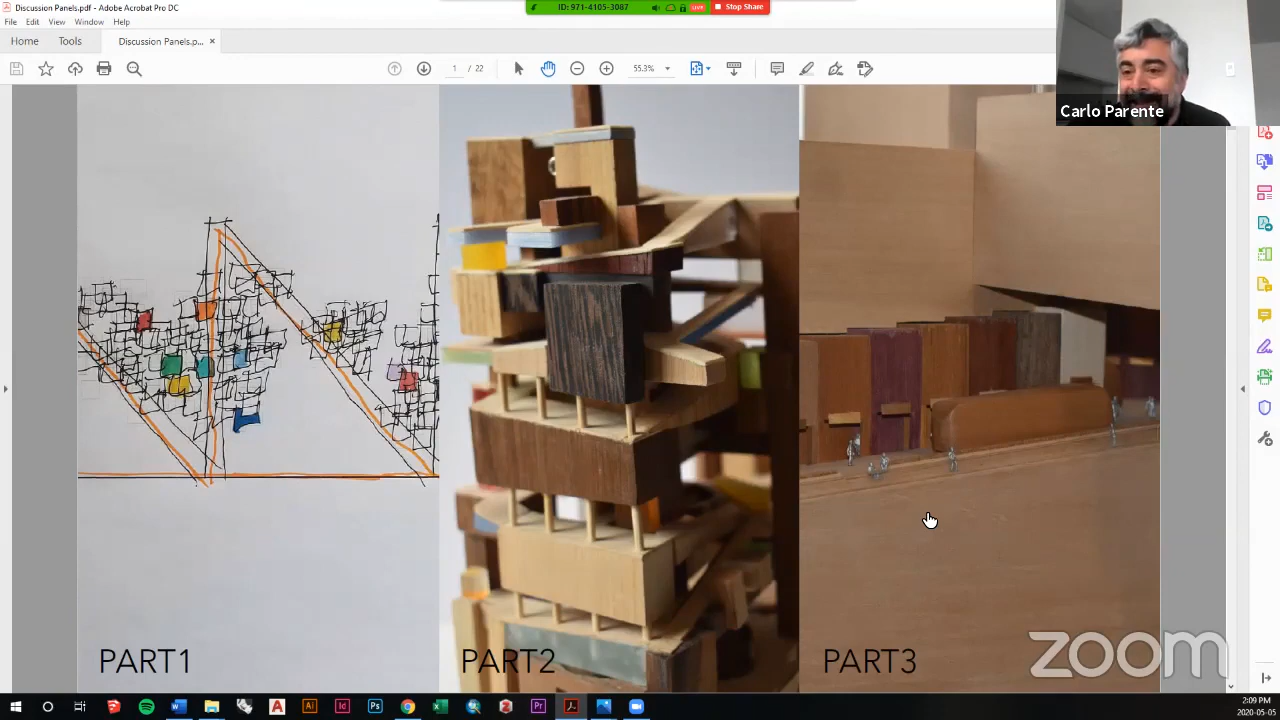 Discussion Panels.pdf - Adobe Acrobat Pro DC
ID: 971-4105-3087
LIVE
Stop Share
File Edit View Window Help
Home Tools Discussion Panels.p... ×
1 / 22
55.3%
Carlo Parente
PART1
PART2
PART3
zoom
2:09 PM
2020-05-05